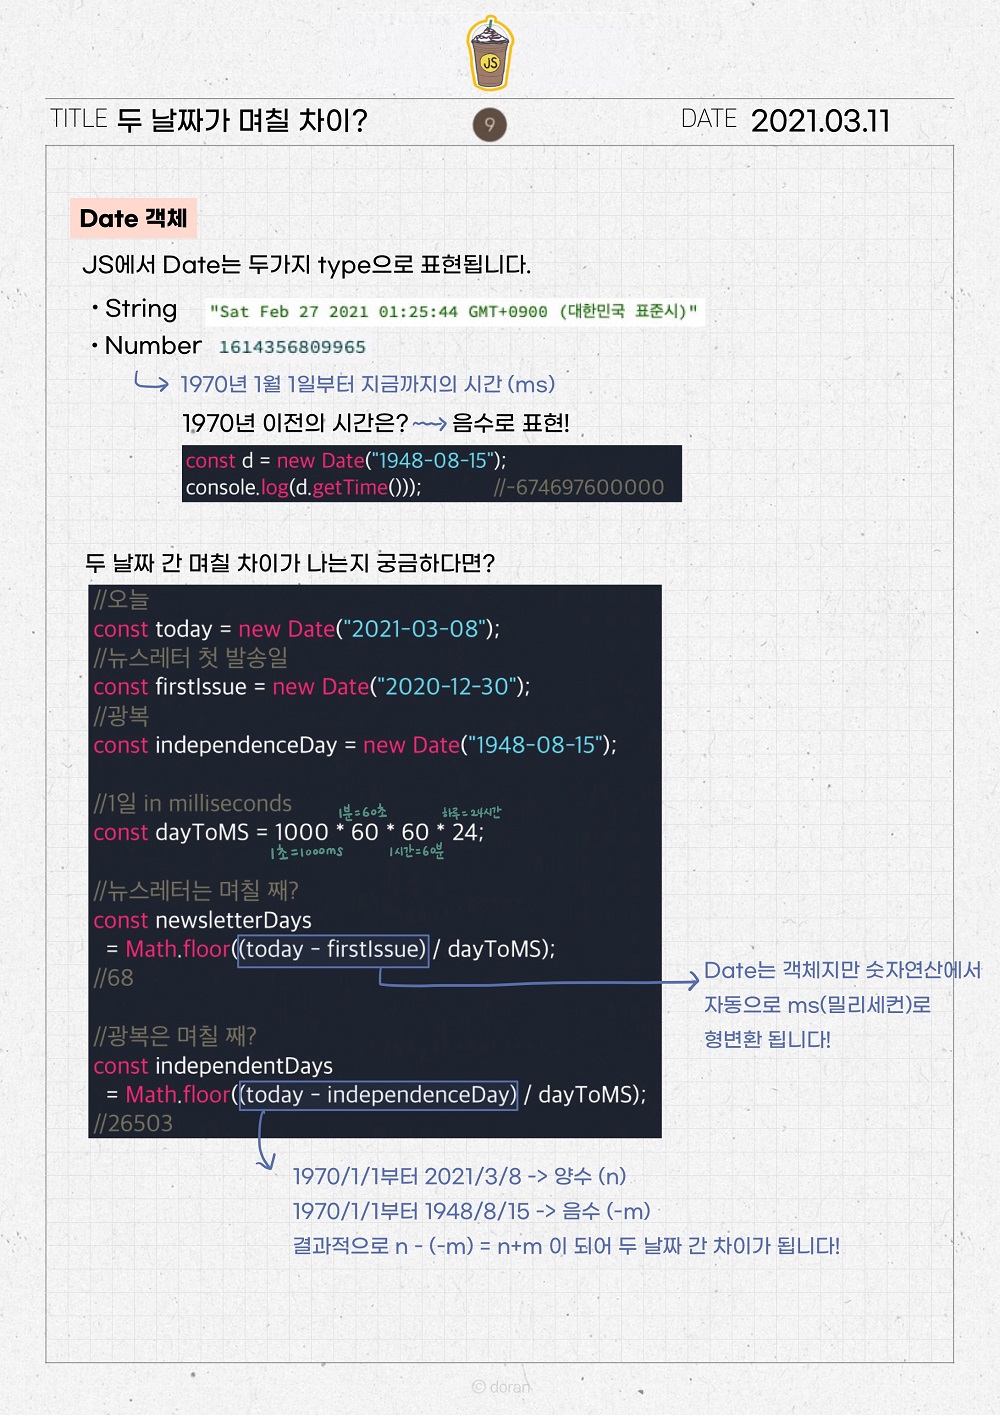 JS
TITLE 두 날짜가 며칠 차이?
9
DATE 2021.03.11
Date 객체
JS에서 Date는 두가지 type으로 표현됩니다.
• String "Sat Feb 27 2021 01:25:44 GMT+0900 (대한민국 표준시)"
• Number 1614356809965
1970년 1월 1일부터 지금까지의 시간 (ms)
1970년 이전의 시간은? 음수로 표현!
const d = new Date("1948-08-15");
console.log(d.getTime())); //-674697600000
두 날짜 간 며칠 차이가 나는지 궁금하다면?
//오늘
const today = new Date("2021-03-08");
//뉴스레터 첫 발송일
const firstIssue = new Date("2020-12-30");
//광복
const independenceDay = new Date("1948-08-15");
//1일 in milliseconds
1분=60초 하루=24시간
const dayToMS = 1000 * 60 * 60 * 24;
1초=1000ms 1시간=60분
//뉴스레터는 며칠 째?
const newsletterDays
= Math.floor((today - firstIssue) / dayToMS);
//68
Date는 객체지만 숫자연산에서
자동으로 ms(밀리세컨)로
형변환 됩니다!
//광복은 며칠 째?
const independentDays
= Math.floor((today - independenceDay) / dayToMS);
//26503
1970/1/1부터 2021/3/8 -> 양수 (n)
1970/1/1부터 1948/8/15 -> 음수 (-m)
결과적으로 n - (-m) = n+m 이 되어 두 날짜 간 차이가 됩니다!
© doran